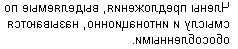 Члены предложения, выделяемые по
смыслу и интонационно, называются
обособленными.